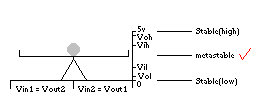 5v
Voh
Vih
Vil
Vol
0
Stable(high)
metastable
Stable(low)
Vin1 = Vout2
Vin2 = Vout1